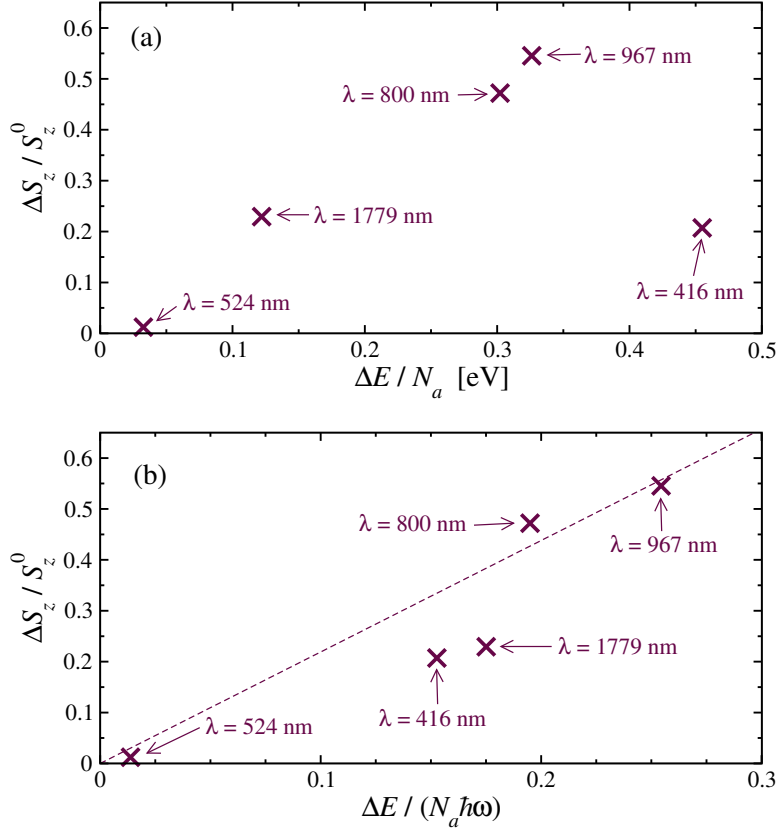 (a)
0.6
0.5
0.4
0.3
0.2
0.1
0
ΔS_z / S_z^0
λ = 967 nm
λ = 800 nm
λ = 1779 nm
λ = 416 nm
λ = 524 nm
0 0.1 0.2 0.3 0.4 0.5
ΔE / N_a [eV]
(b)
0.6
0.5
0.4
0.3
0.2
0.1
0
ΔS_z / S_z^0
λ = 800 nm
λ = 967 nm
λ = 1779 nm
λ = 416 nm
λ = 524 nm
0 0.1 0.2 0.3
ΔE / (N_aℏω)